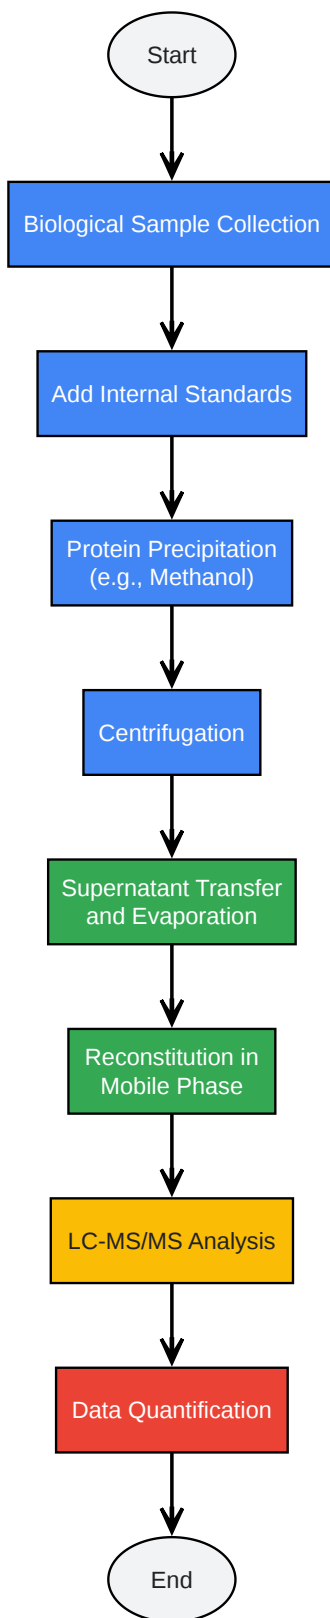 Start
Biological Sample Collection
Add Internal Standards
Protein Precipitation
(e.g., Methanol)
Centrifugation
Supernatant Transfer
and Evaporation
Reconstitution in
Mobile Phase
LC-MS/MS Analysis
Data Quantification
End